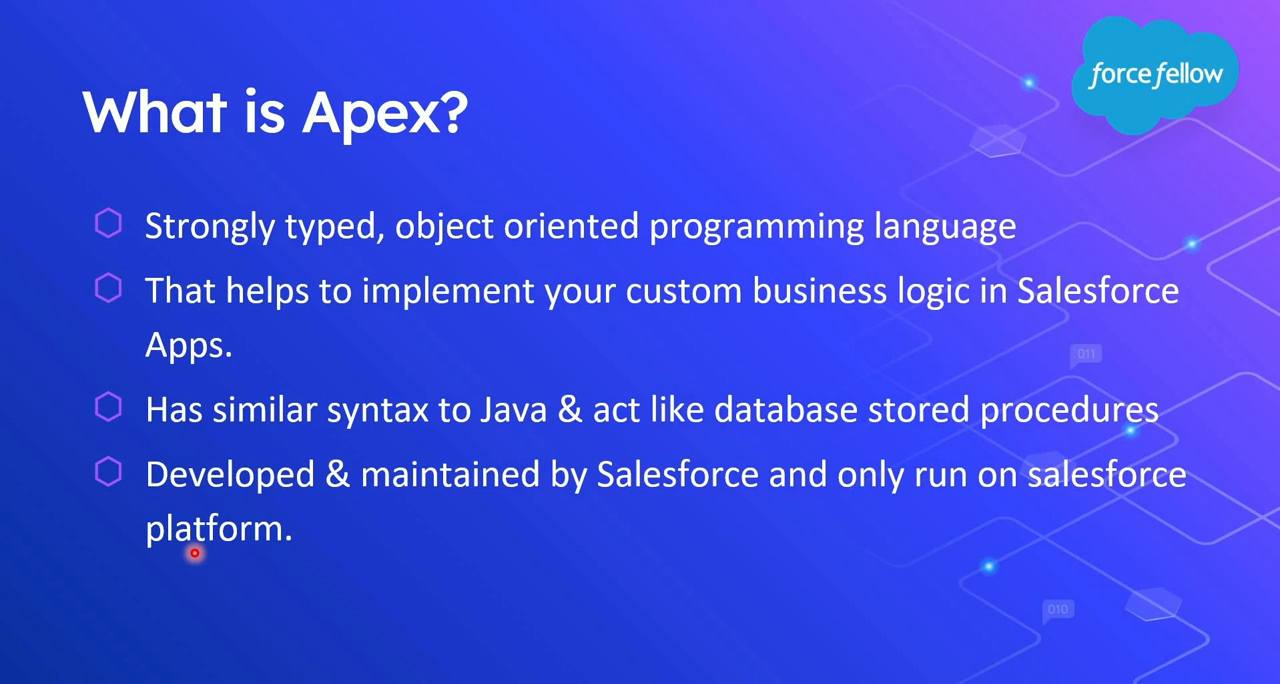 force fellow
What is Apex?
Strongly typed, object oriented programming language
That helps to implement your custom business logic in Salesforce
Apps.
011
Has similar syntax to Java & act like database stored procedures
Developed & maintained by Salesforce and only run on salesforce
platform.
010